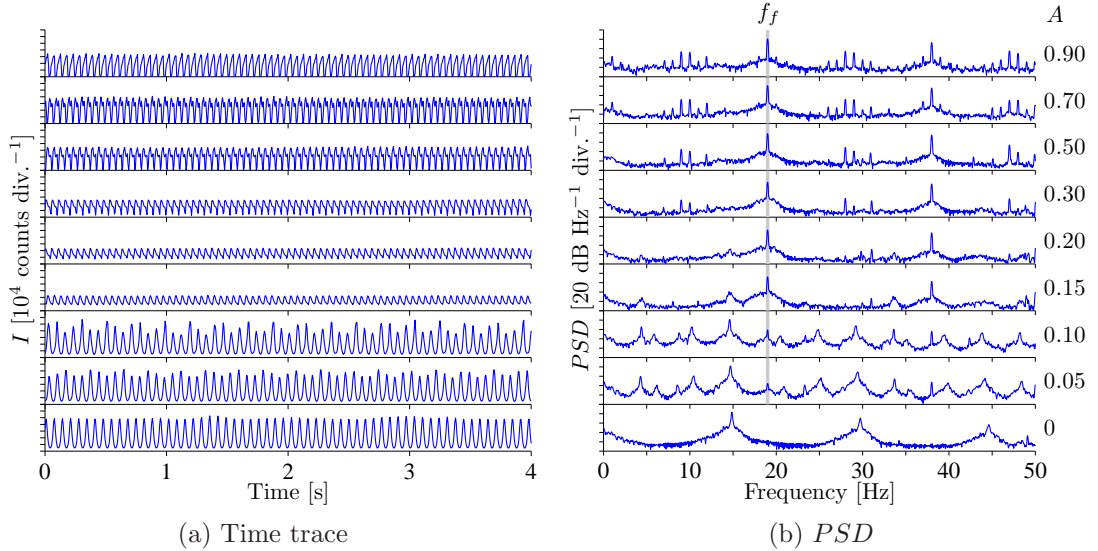 f_f
A
0.90
0.70
0.50
0.30
0.20
0.15
0.10
0.05
0
I [10⁴ counts div.⁻¹]
PSD [20 dB Hz⁻¹ div.⁻¹]
0 1 2 3 4
Time [s]
0 10 20 30 40 50
Frequency [Hz]
(a) Time trace
(b) PSD